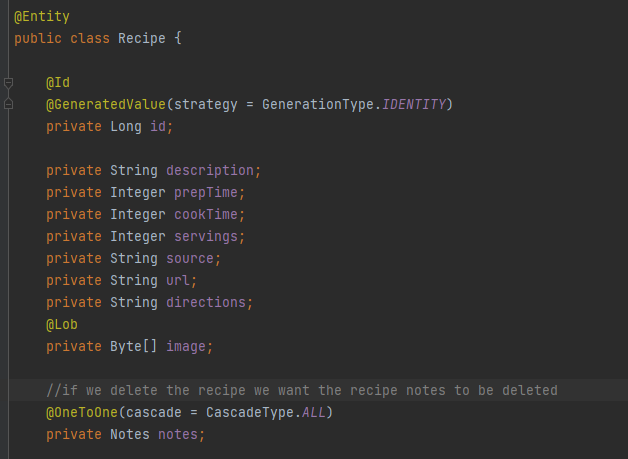 @Entity
public class Recipe {
@Id
@GeneratedValue(strategy = GenerationType.IDENTITY)
private Long id;
private String description;
private Integer prepTime;
private Integer cookTime;
private Integer servings;
private String source;
private String url;
private String directions;
@Lob
private Byte[] image;
//if we delete the recipe we want the recipe notes to be deleted
@OneToOne(cascade = CascadeType.ALL)
private Notes notes;